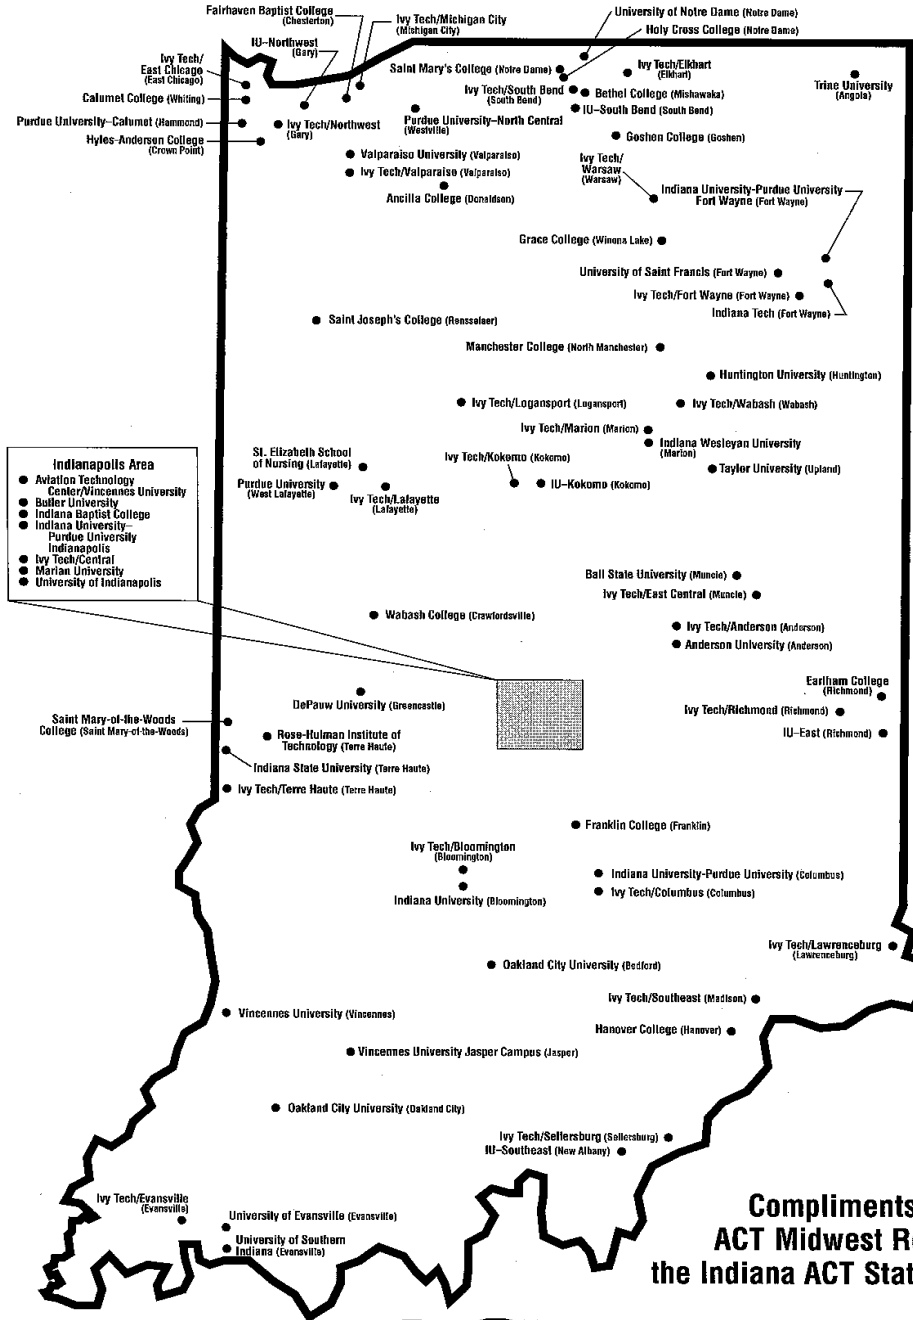 Fairhaven Baptist College
(Chesterton)
Ivy Tech/Michigan City
(Michigan City)
University of Notre Dame (Notre Dame)
Holy Cross College (Notre Dame)
IU–Northwest
(Gary)
Ivy Tech/
East Chicago
(East Chicago)
Saint Mary's College (Notre Dame)
Ivy Tech/Elkhart
(Elkhart)
Trine University
(Angola)
Calumet College (Whiting)
Ivy Tech/South Bend
(South Bend)
Bethel College (Mishawaka)
IU–South Bend (South Bend)
Purdue University–Calumet (Hammond)
Ivy Tech/Northwest
(Gary)
Purdue University–North Central
(Westville)
Hyles-Anderson College
(Crown Point)
Goshen College (Goshen)
Valparaiso University (Valparaiso)
Ivy Tech/Valparaiso (Valparaiso)
Ivy Tech/
Warsaw
(Warsaw)
Ancilla College (Donaldson)
Indiana University-Purdue University
Fort Wayne (Fort Wayne)
Grace College (Winona Lake)
University of Saint Francis (Fort Wayne)
Ivy Tech/Fort Wayne (Fort Wayne)
Indiana Tech (Fort Wayne)
Saint Joseph's College (Rensselaer)
Manchester College (North Manchester)
Huntington University (Huntington)
Ivy Tech/Logansport (Logansport)
Ivy Tech/Wabash (Wabash)
Ivy Tech/Marion (Marion)
Indiana Wesleyan University
(Marion)
St. Elizabeth School
of Nursing (Lafayette)
Ivy Tech/Kokomo (Kokomo)
Taylor University (Upland)
Purdue University
(West Lafayette)
Ivy Tech/Lafayette
(Lafayette)
IU–Kokomo (Kokomo)
Indianapolis Area
Aviation Technology
Center/Vincennes University
Butler University
Indiana Baptist College
Indiana University–
Purdue University
Indianapolis
Ivy Tech/Central
Marian University
University of Indianapolis
Ball State University (Muncie)
Ivy Tech/East Central (Muncie)
Wabash College (Crawfordsville)
Ivy Tech/Anderson (Anderson)
Anderson University (Anderson)
Earlham College
(Richmond)
DePauw University (Greencastle)
Ivy Tech/Richmond (Richmond)
Saint Mary-of-the-Woods
College (Saint Mary-of-the-Woods)
IU–East (Richmond)
Rose-Hulman Institute of
Technology (Terre Haute)
Indiana State University (Terre Haute)
Ivy Tech/Terre Haute (Terre Haute)
Franklin College (Franklin)
Ivy Tech/Bloomington
(Bloomington)
Indiana University-Purdue University (Columbus)
Ivy Tech/Columbus (Columbus)
Indiana University (Bloomington)
Ivy Tech/Lawrenceburg
(Lawrenceburg)
Oakland City University (Bedford)
Ivy Tech/Southeast (Madison)
Vincennes University (Vincennes)
Hanover College (Hanover)
Vincennes University Jasper Campus (Jasper)
Oakland City University (Oakland City)
Ivy Tech/Sellersburg (Sellersburg)
IU–Southeast (New Albany)
Ivy Tech/Evansville
(Evansville)
University of Evansville (Evansville)
University of Southern
Indiana (Evansville)
Compliments
ACT Midwest R
the Indiana ACT Stat